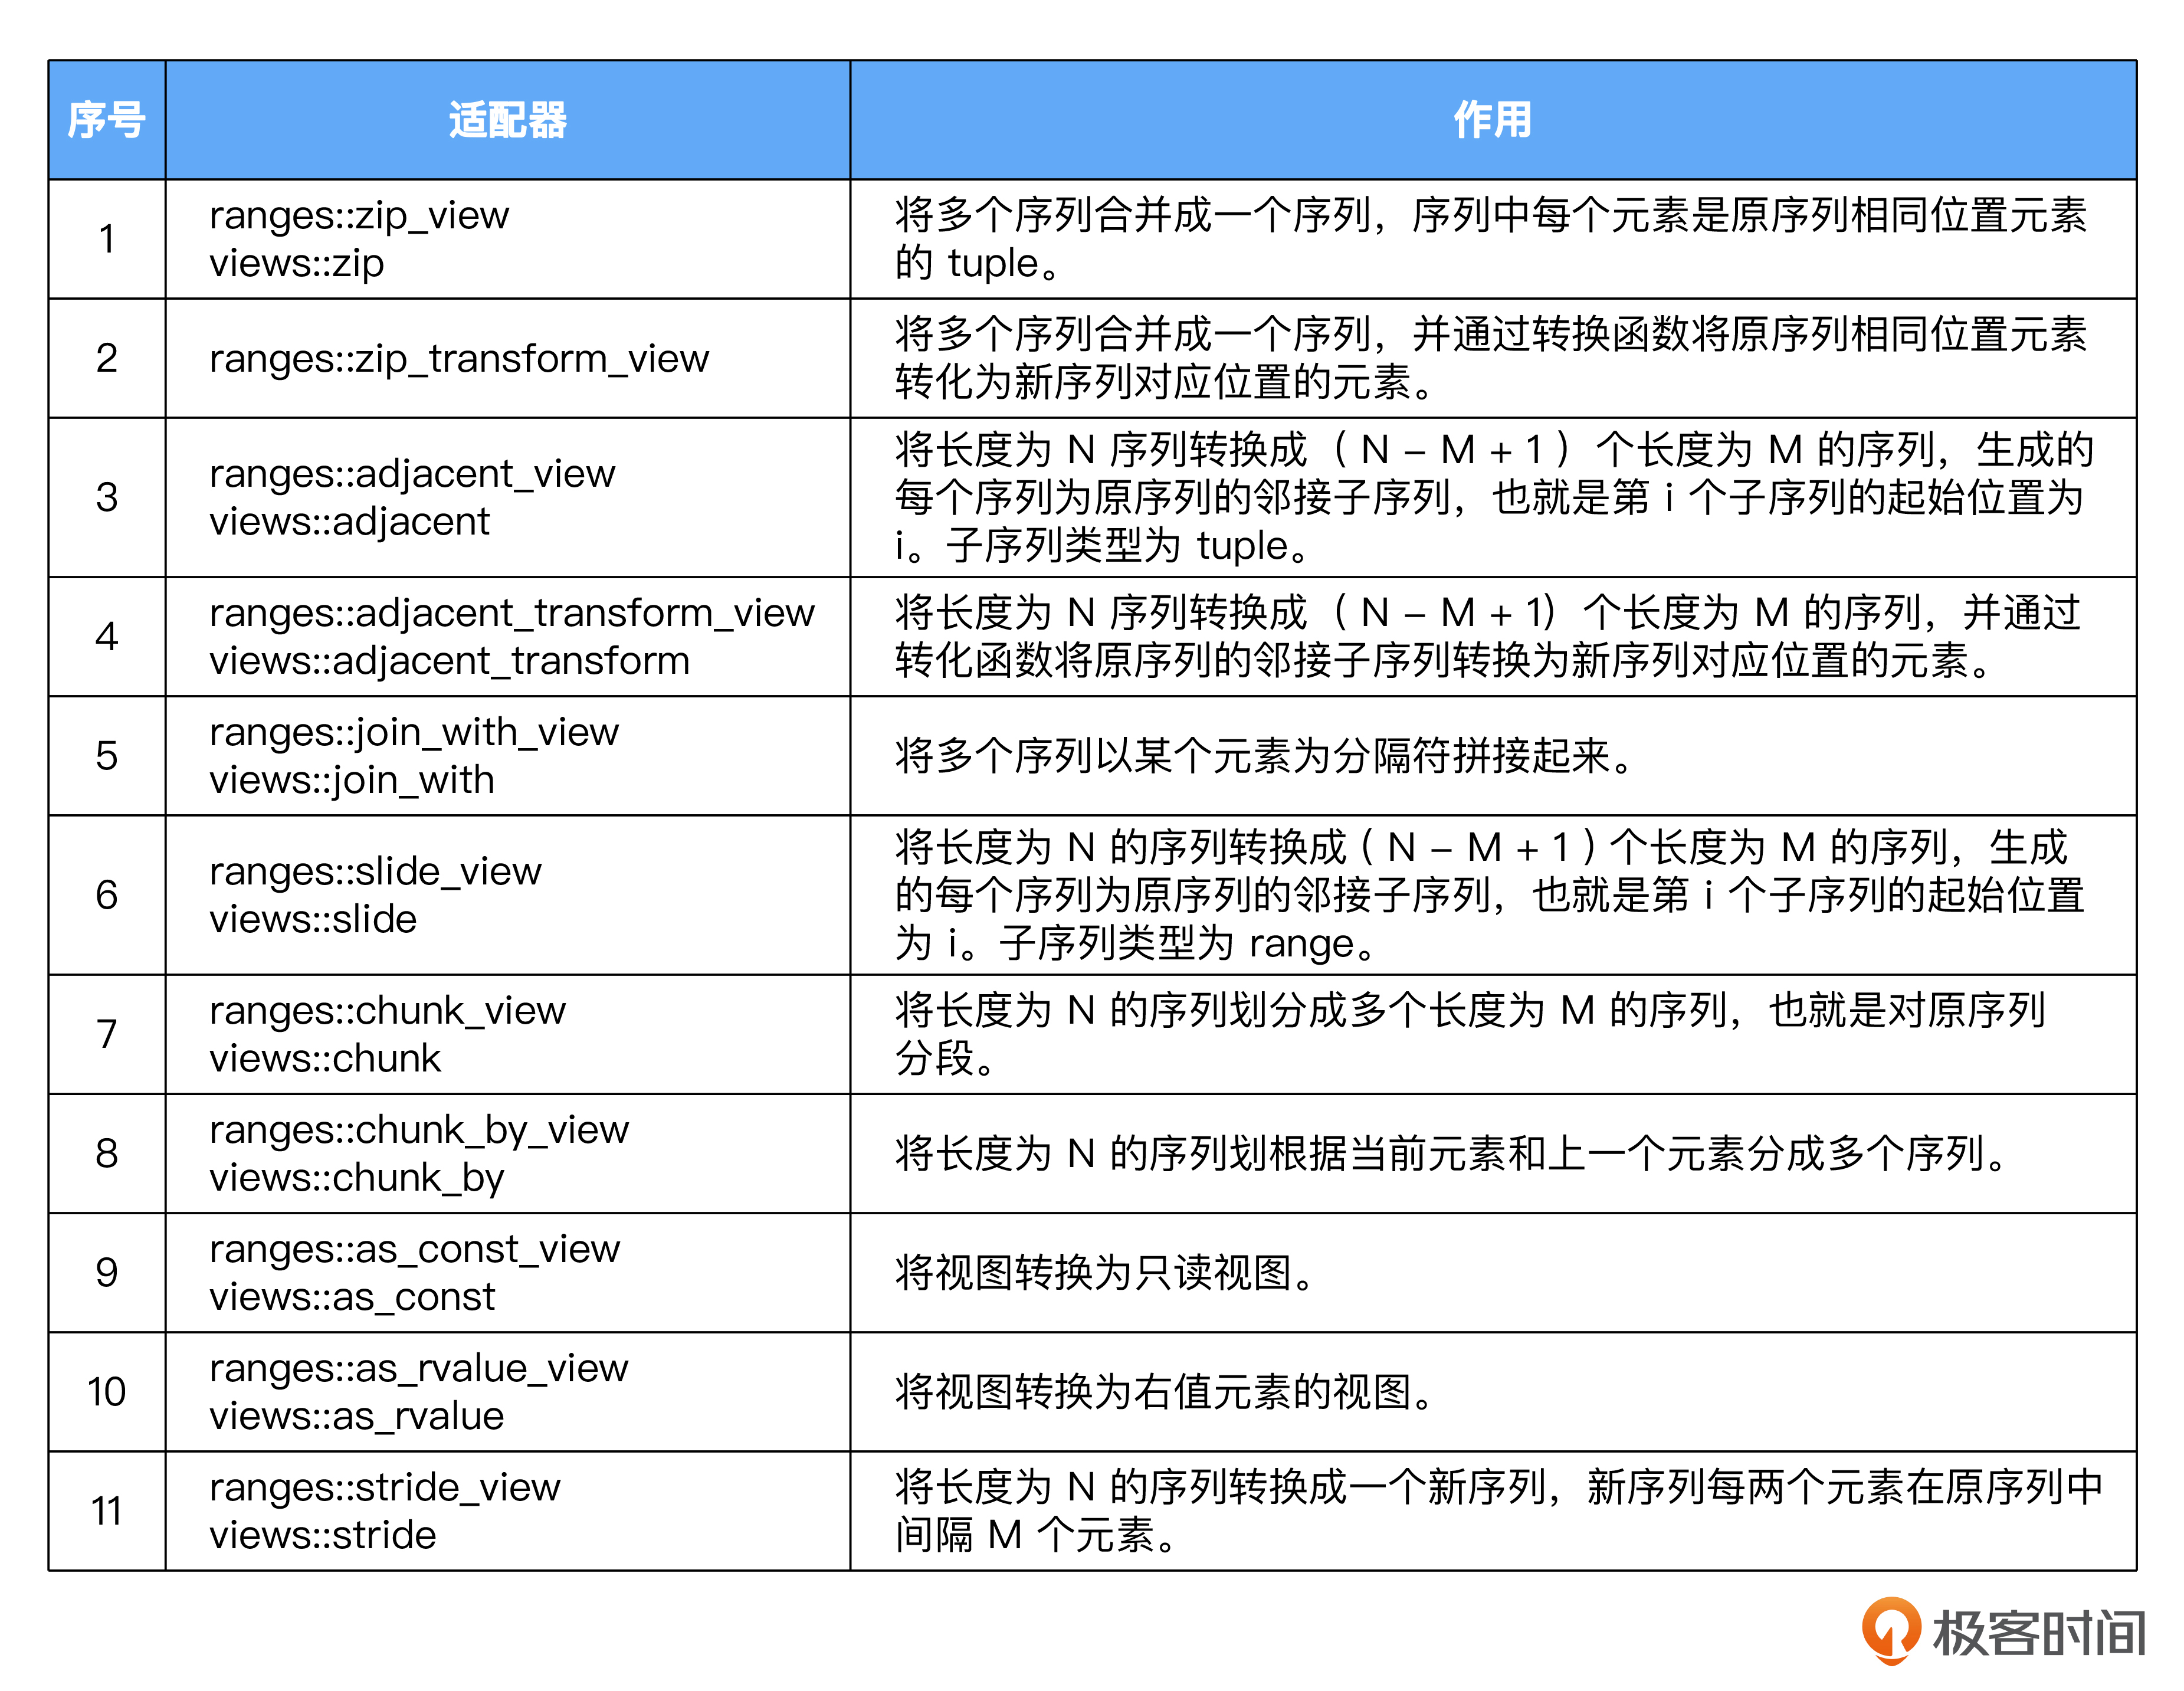 序号
适配器
作用
1
ranges::zip_view
views::zip
将多个序列合并成一个序列，序列中每个元素是原序列相同位置元素
的 tuple。
2
ranges::zip_transform_view
将多个序列合并成一个序列，并通过转换函数将原序列相同位置元素
转化为新序列对应位置的元素。
3
ranges::adjacent_view
views::adjacent
将长度为 N 序列转换成（ N – M + 1 ）个长度为 M 的序列，生成的
每个序列为原序列的邻接子序列，也就是第 i 个子序列的起始位置为
i。子序列类型为 tuple。
4
ranges::adjacent_transform_view
views::adjacent_transform
将长度为 N 序列转换成（ N – M + 1）个长度为 M 的序列，并通过
转化函数将原序列的邻接子序列转换为新序列对应位置的元素。
5
ranges::join_with_view
views::join_with
将多个序列以某个元素为分隔符拼接起来。
6
ranges::slide_view
views::slide
将长度为 N 的序列转换成 ( N – M + 1 ) 个长度为 M 的序列，生成
的每个序列为原序列的邻接子序列，也就是第 i 个子序列的起始位置
为 i。子序列类型为 range。
7
ranges::chunk_view
views::chunk
将长度为 N 的序列划分成多个长度为 M 的序列，也就是对原序列
分段。
8
ranges::chunk_by_view
views::chunk_by
将长度为 N 的序列划根据当前元素和上一个元素分成多个序列。
9
ranges::as_const_view
views::as_const
将视图转换为只读视图。
10
ranges::as_rvalue_view
views::as_rvalue
将视图转换为右值元素的视图。
11
ranges::stride_view
views::stride
将长度为 N 的序列转换成一个新序列，新序列每两个元素在原序列中
间隔 M 个元素。
极客时间